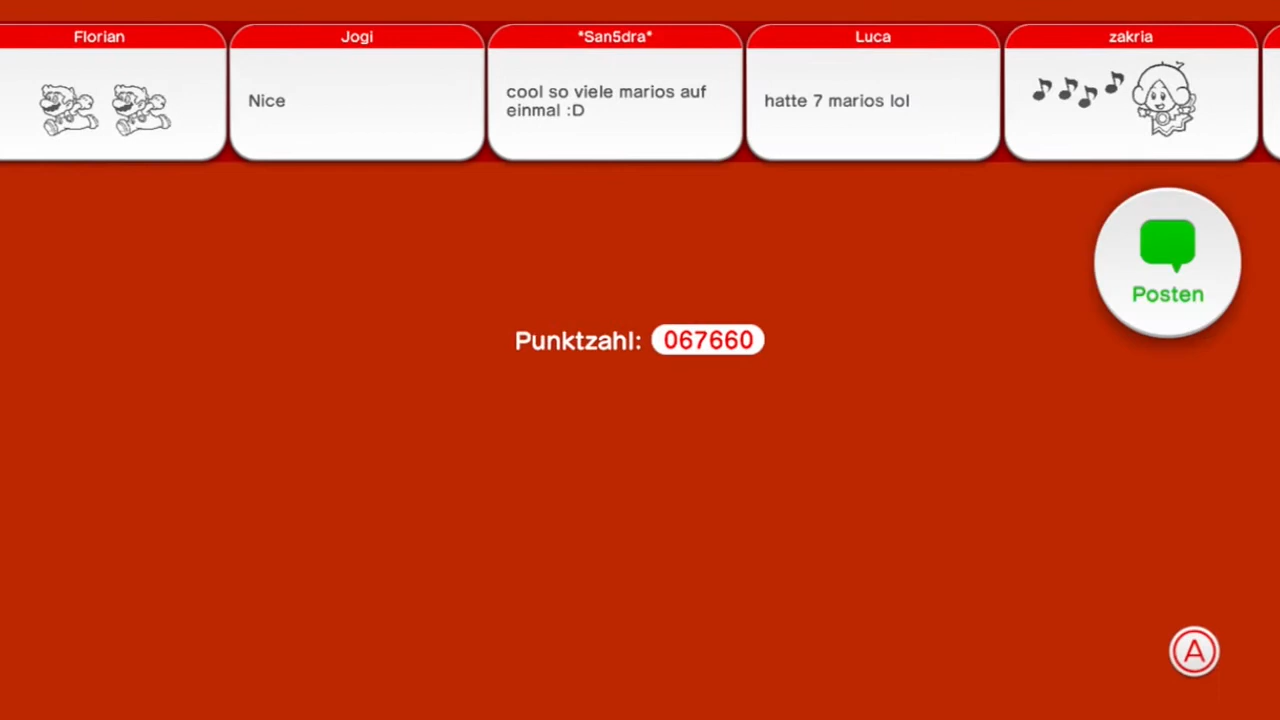 Florian
Jogi
Nice
*San5dra*
cool so viele marios auf
einmal :D
Luca
hatte 7 marios lol
zakria
Posten
Punktzahl: 067660
A